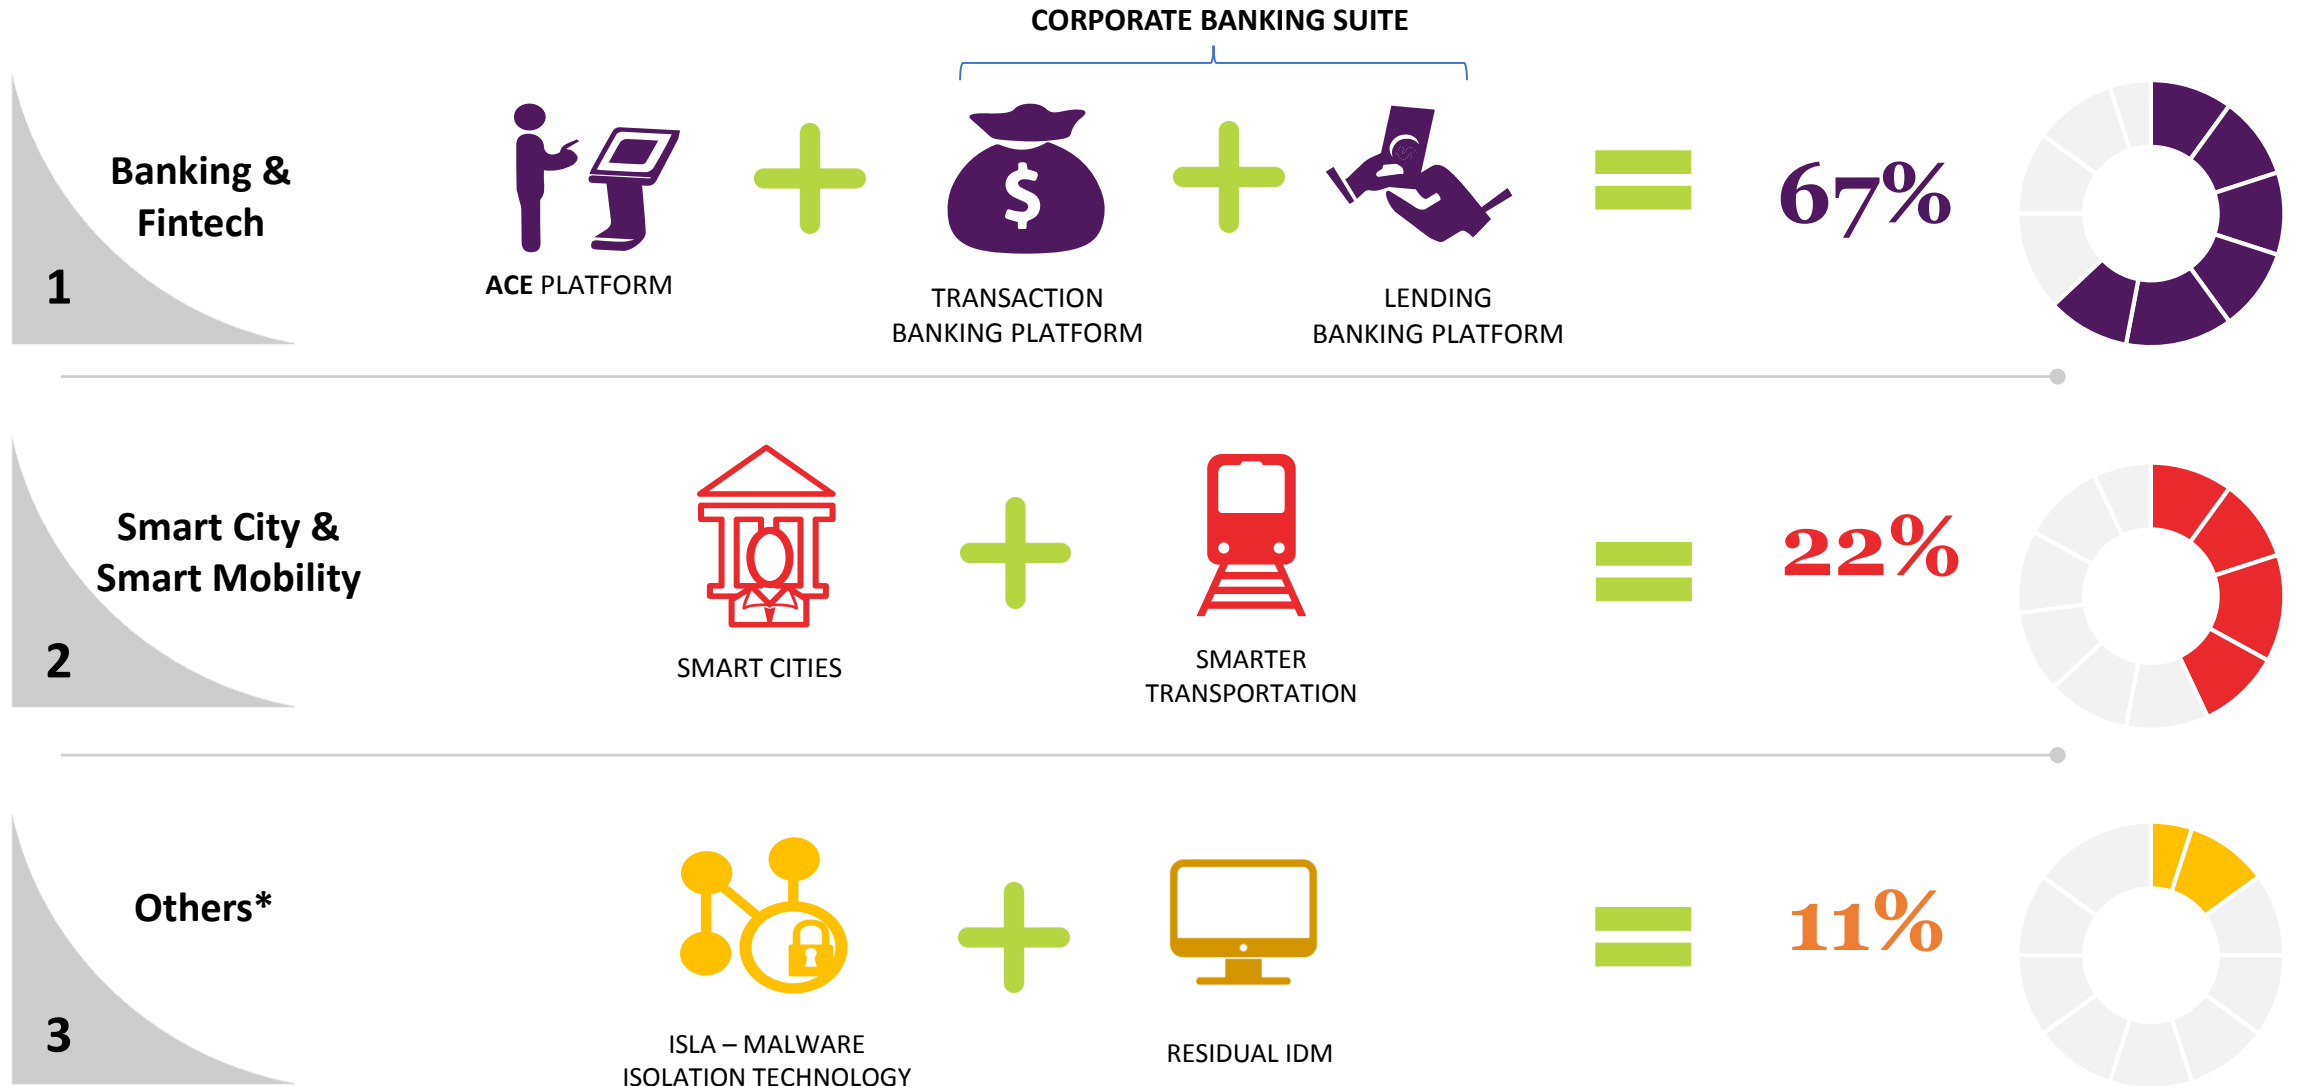 CORPORATE BANKING SUITE
Banking &
Fintech
1
ACE PLATFORM
$
TRANSACTION
BANKING PLATFORM
$
LENDING
BANKING PLATFORM
67%
Smart City &
Smart Mobility
2
SMART CITIES
SMARTER
TRANSPORTATION
22%
Others*
3
ISLA – MALWARE
ISOLATION TECHNOLOGY
RESIDUAL IDM
11%